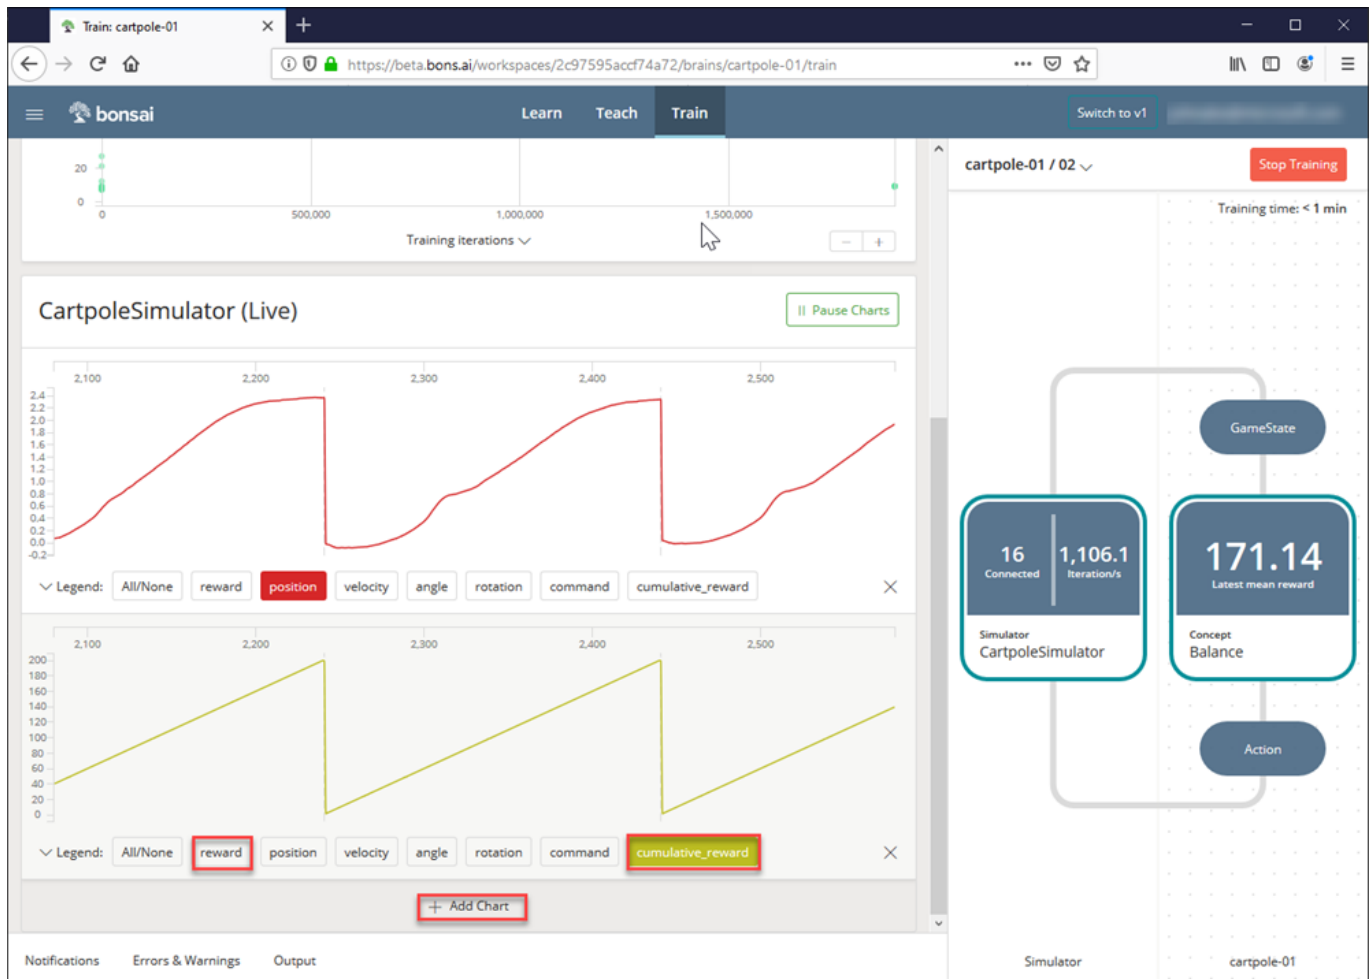 Train: cartpole-01
https://beta.bons.ai/workspaces/2c97595accf74a72/brains/cartpole-01/train
bonsai
Learn Teach Train
Switch to v1
20
0
0 500,000 1,000,000 1,500,000
Training iterations
cartpole-01 / 02
Stop Training
Training time: < 1 min
CartpoleSimulator (Live)
Pause Charts
2,100 2,200 2,300 2,400 2,500
2.4
2.2
2.0
1.8
1.6
1.4
1.2
1.0
0.8
0.6
0.4
0.2
0.0
-0.2
Legend: All/None reward position velocity angle rotation command cumulative_reward
2,100 2,200 2,300 2,400 2,500
200
180
160
140
120
100
80
60
40
20
0
Legend: All/None reward position velocity angle rotation command cumulative_reward
+ Add Chart
GameState
16
Connected
1,106.1
Iteration/s
Simulator
CartpoleSimulator
171.14
Latest mean reward
Concept
Balance
Action
Notifications Errors & Warnings Output
Simulator
cartpole-01